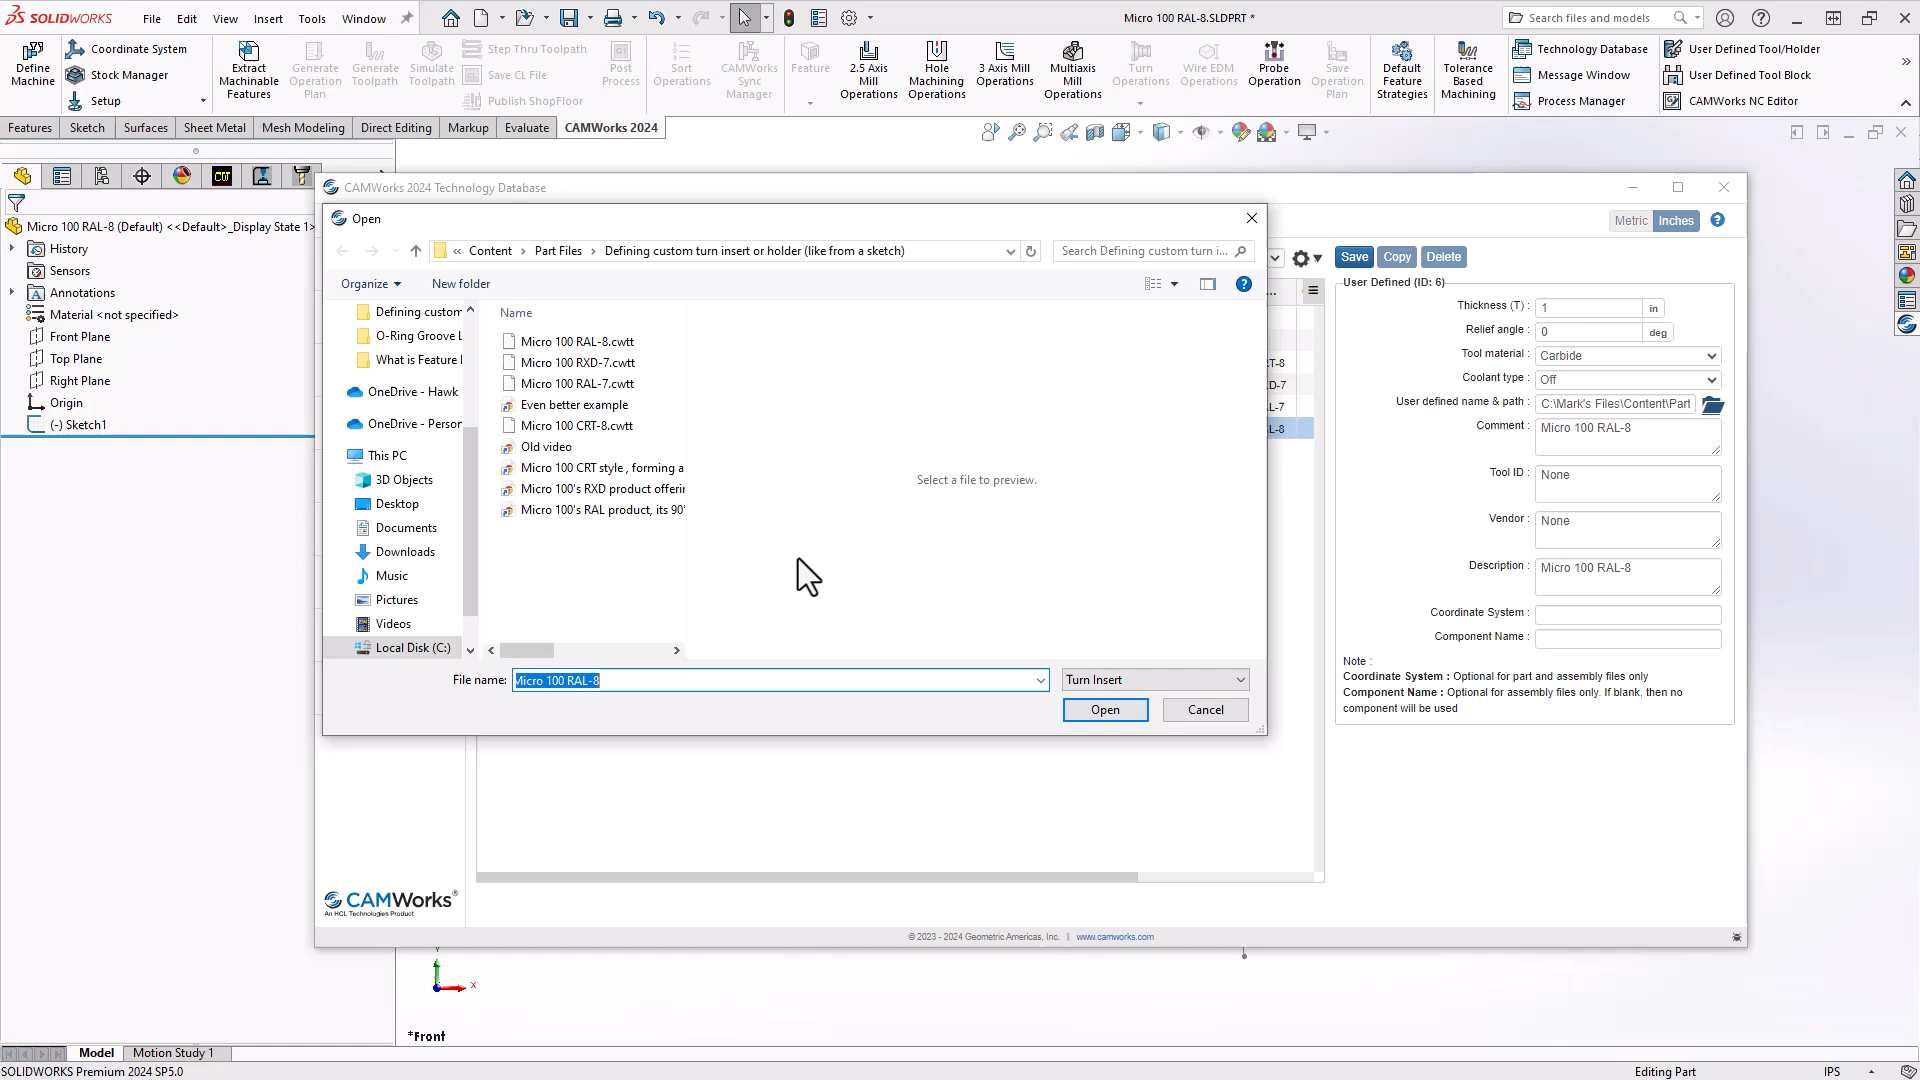 SOLIDWORKS
File Edit View Insert Tools Window
Micro 100 RAL-8.SLDPRT *
Search files and models
Define Machine
Coordinate System
Stock Manager
Setup
Extract Machinable Features
Generate Operation Plan
Generate Toolpath
Simulate Toolpath
Step Thru Toolpath
Save CL File
Publish ShopFloor
Post Process
Sort Operations
CAMWorks Sync Manager
Feature
2.5 Axis Mill Operations
Hole Machining Operations
3 Axis Mill Operations
Multiaxis Mill Operations
Turn Operations
Wire EDM Operations
Probe Operation
Save Operation Plan
Default Feature Strategies
Tolerance Based Machining
Technology Database
Message Window
Process Manager
User Defined Tool/Holder
User Defined Tool Block
CAMWorks NC Editor
Features Sketch Surfaces Sheet Metal Mesh Modeling Direct Editing Markup Evaluate CAMWorks 2024
Micro 100 RAL-8 (Default) <<Default>_Display State 1>
History
Sensors
Annotations
Material <not specified>
Front Plane
Top Plane
Right Plane
Origin
(-) Sketch1
CAMWorks 2024 Technology Database
Metric Inches
Open
« Content > Part Files > Defining custom turn insert or holder (like from a sketch)
Search Defining custom turn i...
Organize
New folder
Defining custom
O-Ring Groove L
What is Feature
OneDrive - Hawk
OneDrive - Person
This PC
3D Objects
Desktop
Documents
Downloads
Music
Pictures
Videos
Local Disk (C:)
Name
Micro 100 RAL-8.cwtt
Micro 100 RXD-7.cwtt
Micro 100 RAL-7.cwtt
Even better example
Micro 100 CRT-8.cwtt
Old video
Micro 100 CRT style , forming a
Micro 100's RXD product offerin
Micro 100's RAL product, its 90°
Select a file to preview.
File name: Micro 100 RAL-8
Turn Insert
Open
Cancel
Save Copy Delete
User Defined (ID: 6)
Thickness (T) : 1 in
Relief angle : 0 deg
Tool material : Carbide
Coolant type : Off
User defined name & path : C:\Mark's Files\Content\Part
Comment : Micro 100 RAL-8
Tool ID : None
Vendor : None
Description : Micro 100 RAL-8
Coordinate System :
Component Name :
Note :
Coordinate System : Optional for part and assembly files only
Component Name : Optional for assembly files only. If blank, then no
component will be used
CAMWorks®
An HCL Technologies Product
© 2023 - 2024 Geometric Americas, Inc. | www.camworks.com
Y
X
*Front
Model Motion Study 1
SOLIDWORKS Premium 2024 SP5.0
Editing Part
IPS